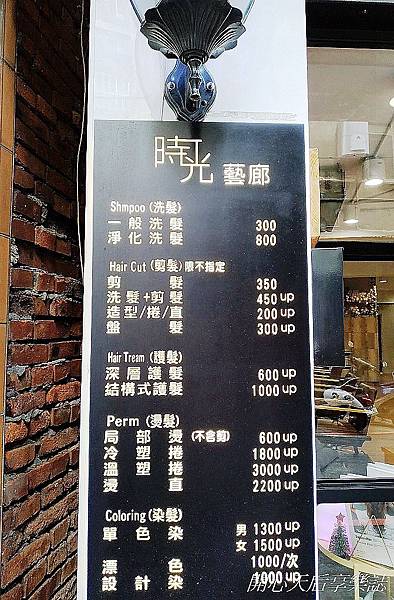 時光 藝廊
Shmpoo (洗髮)
一般洗髮 300
淨化洗髮 800
Hair Cut (剪髮) 限不指定
剪髮 350
洗髮+剪髮 450 up
造型/捲/直 200 up
盤髮 300 up
Hair Tream (護髮)
深層護髮 600 up
結構式護髮 1000 up
Perm (燙髮)
局部燙 (不含剪) 600 up
冷塑捲 1800 up
溫塑捲 3000 up
燙直 2200 up
Coloring (染髮)
單色染 男 1300 up
女 1500 up
漂色 1000/次
設計染 1000 up
開心天后享樂誌